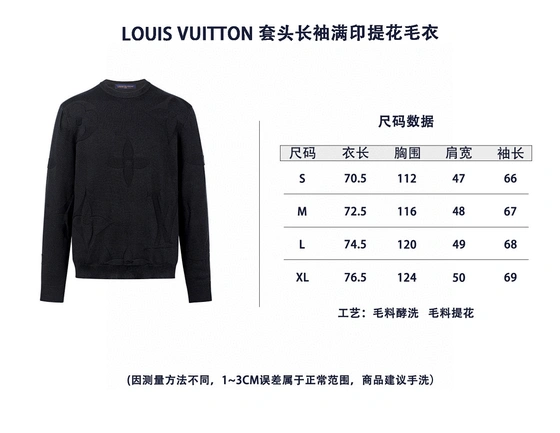 LOUIS VUITTON 套头长袖满印提花毛衣
尺码数据
尺码 衣长 胸围 肩宽 袖长
S 70.5 112 47 66
M 72.5 116 48 67
L 74.5 120 49 68
XL 76.5 124 50 69
工艺：毛料酵洗 毛料提花
(因测量方法不同，1~3CM误差属于正常范围，商品建议手洗)